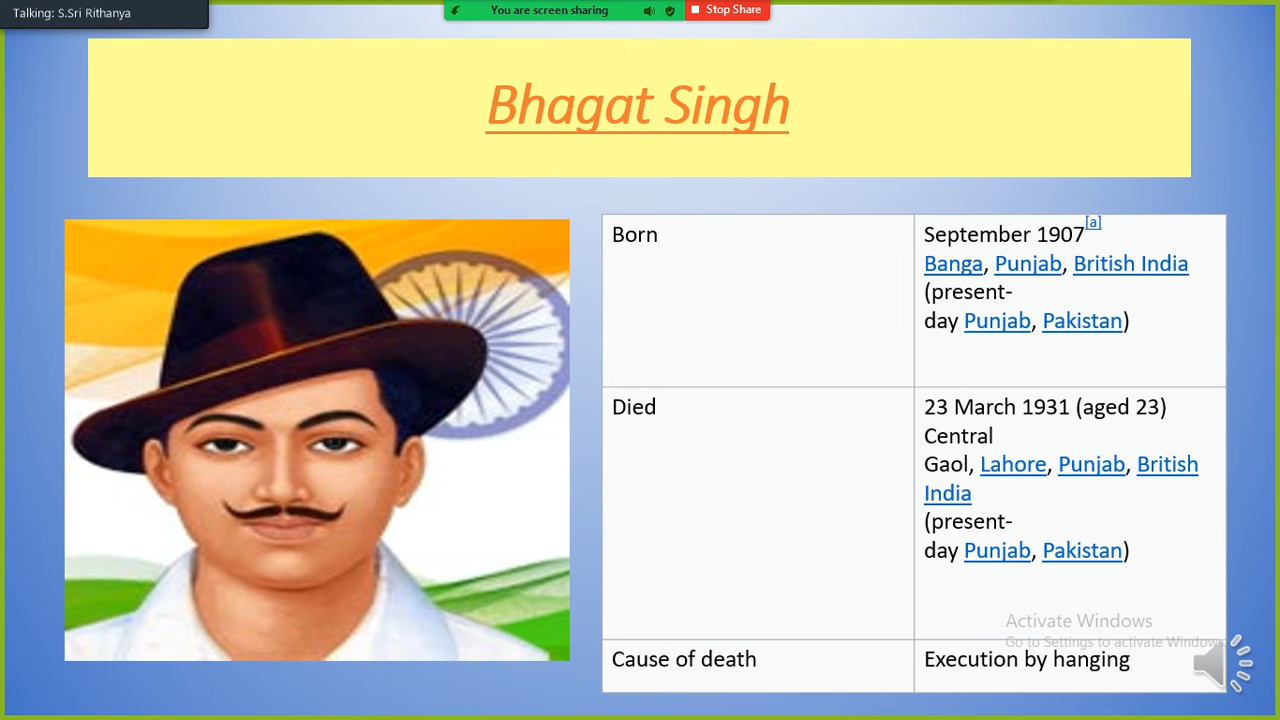 Talking: S.Sri Rithanya
You are screen sharing
Stop Share
Bhagat Singh
Born
September 1907[a]
Banga, Punjab, British India
(present-
day Punjab, Pakistan)
Died
23 March 1931 (aged 23)
Central
Gaol, Lahore, Punjab, British
India
(present-
day Punjab, Pakistan)
Activate Windows
Go to Settings to activate Windows.
Cause of death
Execution by hanging